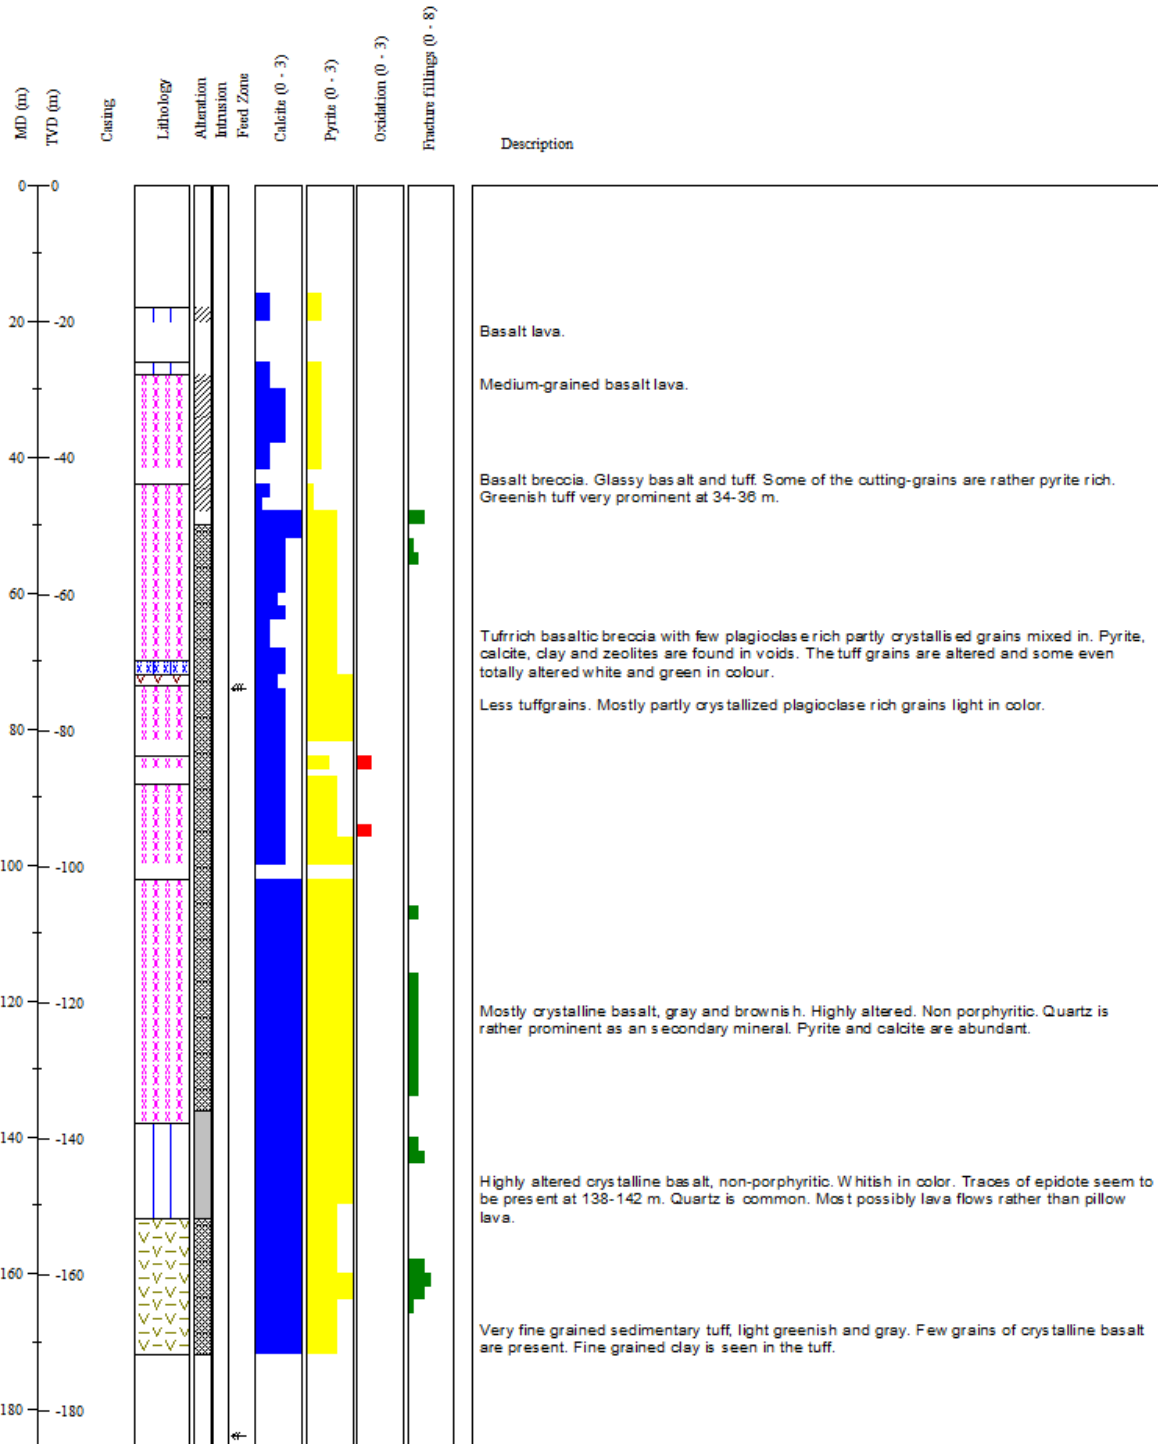 MD (m)
TVD (m)
Casing
Lithology
Alteration
Intrusion
Feed Zone
Calcite (0 - 3)
Pyrite (0 - 3)
Oxidation (0 - 3)
Fracture fillings (0 - 8)
Description
0 0
20 -20
Basalt lava.
Medium-grained basalt lava.
40 -40
Basalt breccia. Glassy basalt and tuff. Some of the cutting-grains are rather pyrite rich.
Greenish tuff very prominent at 34-36 m.
60 -60
Tufrrich basaltic breccia with few plagioclase rich partly crystallised grains mixed in. Pyrite,
calcite, clay and zeolites are found in voids. The tuff grains are altered and some even
totally altered white and green in colour.
Less tuffgrains. Mostly partly crystallized plagioclase rich grains light in color.
80 -80
100 -100
120 -120
Mostly crystalline basalt, gray and brownish. Highly altered. Non porphyritic. Quartz is
rather prominent as an secondary mineral. Pyrite and calcite are abundant.
140 -140
Highly altered crystalline basalt, non-porphyritic. Whitish in color. Traces of epidote seem to
be present at 138-142 m. Quartz is common. Most possibly lava flows rather than pillow
lava.
160 -160
Very fine grained sedimentary tuff, light greenish and gray. Few grains of crystalline basalt
are present. Fine grained clay is seen in the tuff.
180 -180